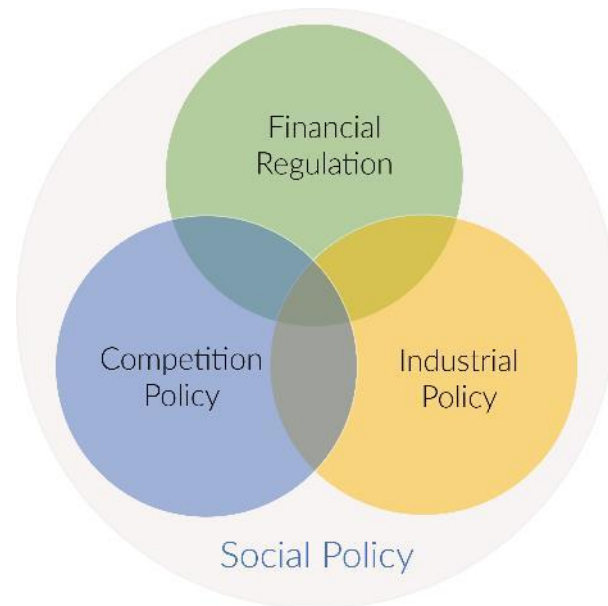 Financial
Regulation
Competition
Policy
Industrial
Policy
Social Policy